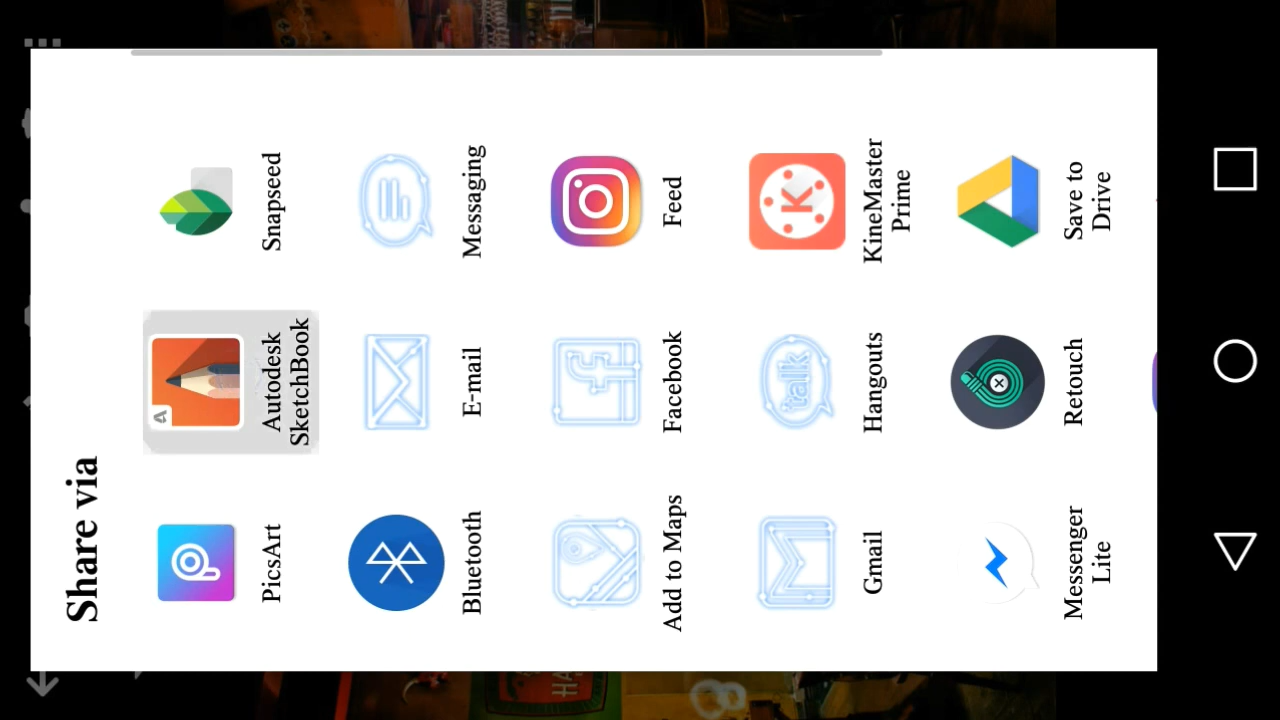 Share via
PicsArt
Autodesk
SketchBook
Snapseed
Bluetooth
E-mail
Messaging
Add to Maps
Facebook
Feed
Gmail
talk
Hangouts
K
KineMaster
Prime
Messenger
Lite
Retouch
Save to
Drive